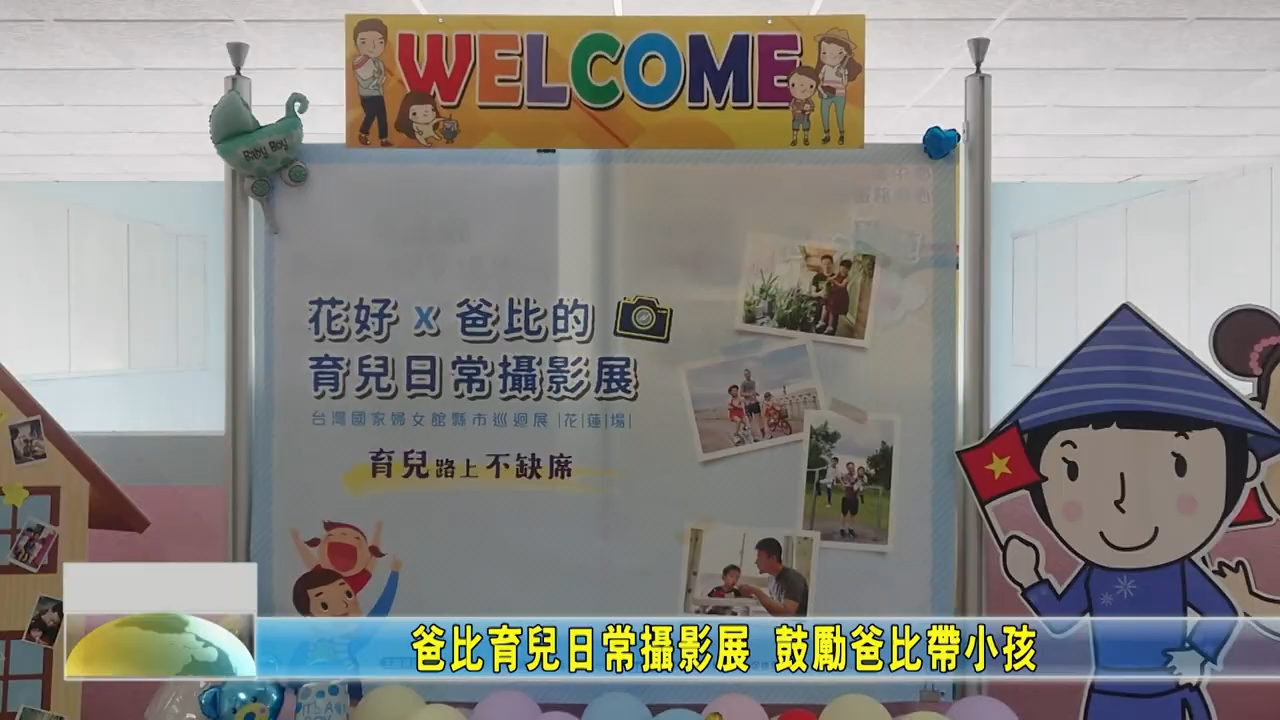 WELCOME
Baby Boy
花好 x 爸比的
育兒日常攝影展
台灣國家婦女館縣市巡迴展 |花|蓮|場|
育兒路上不缺席
爸比育兒日常攝影展 鼓勵爸比帶小孩